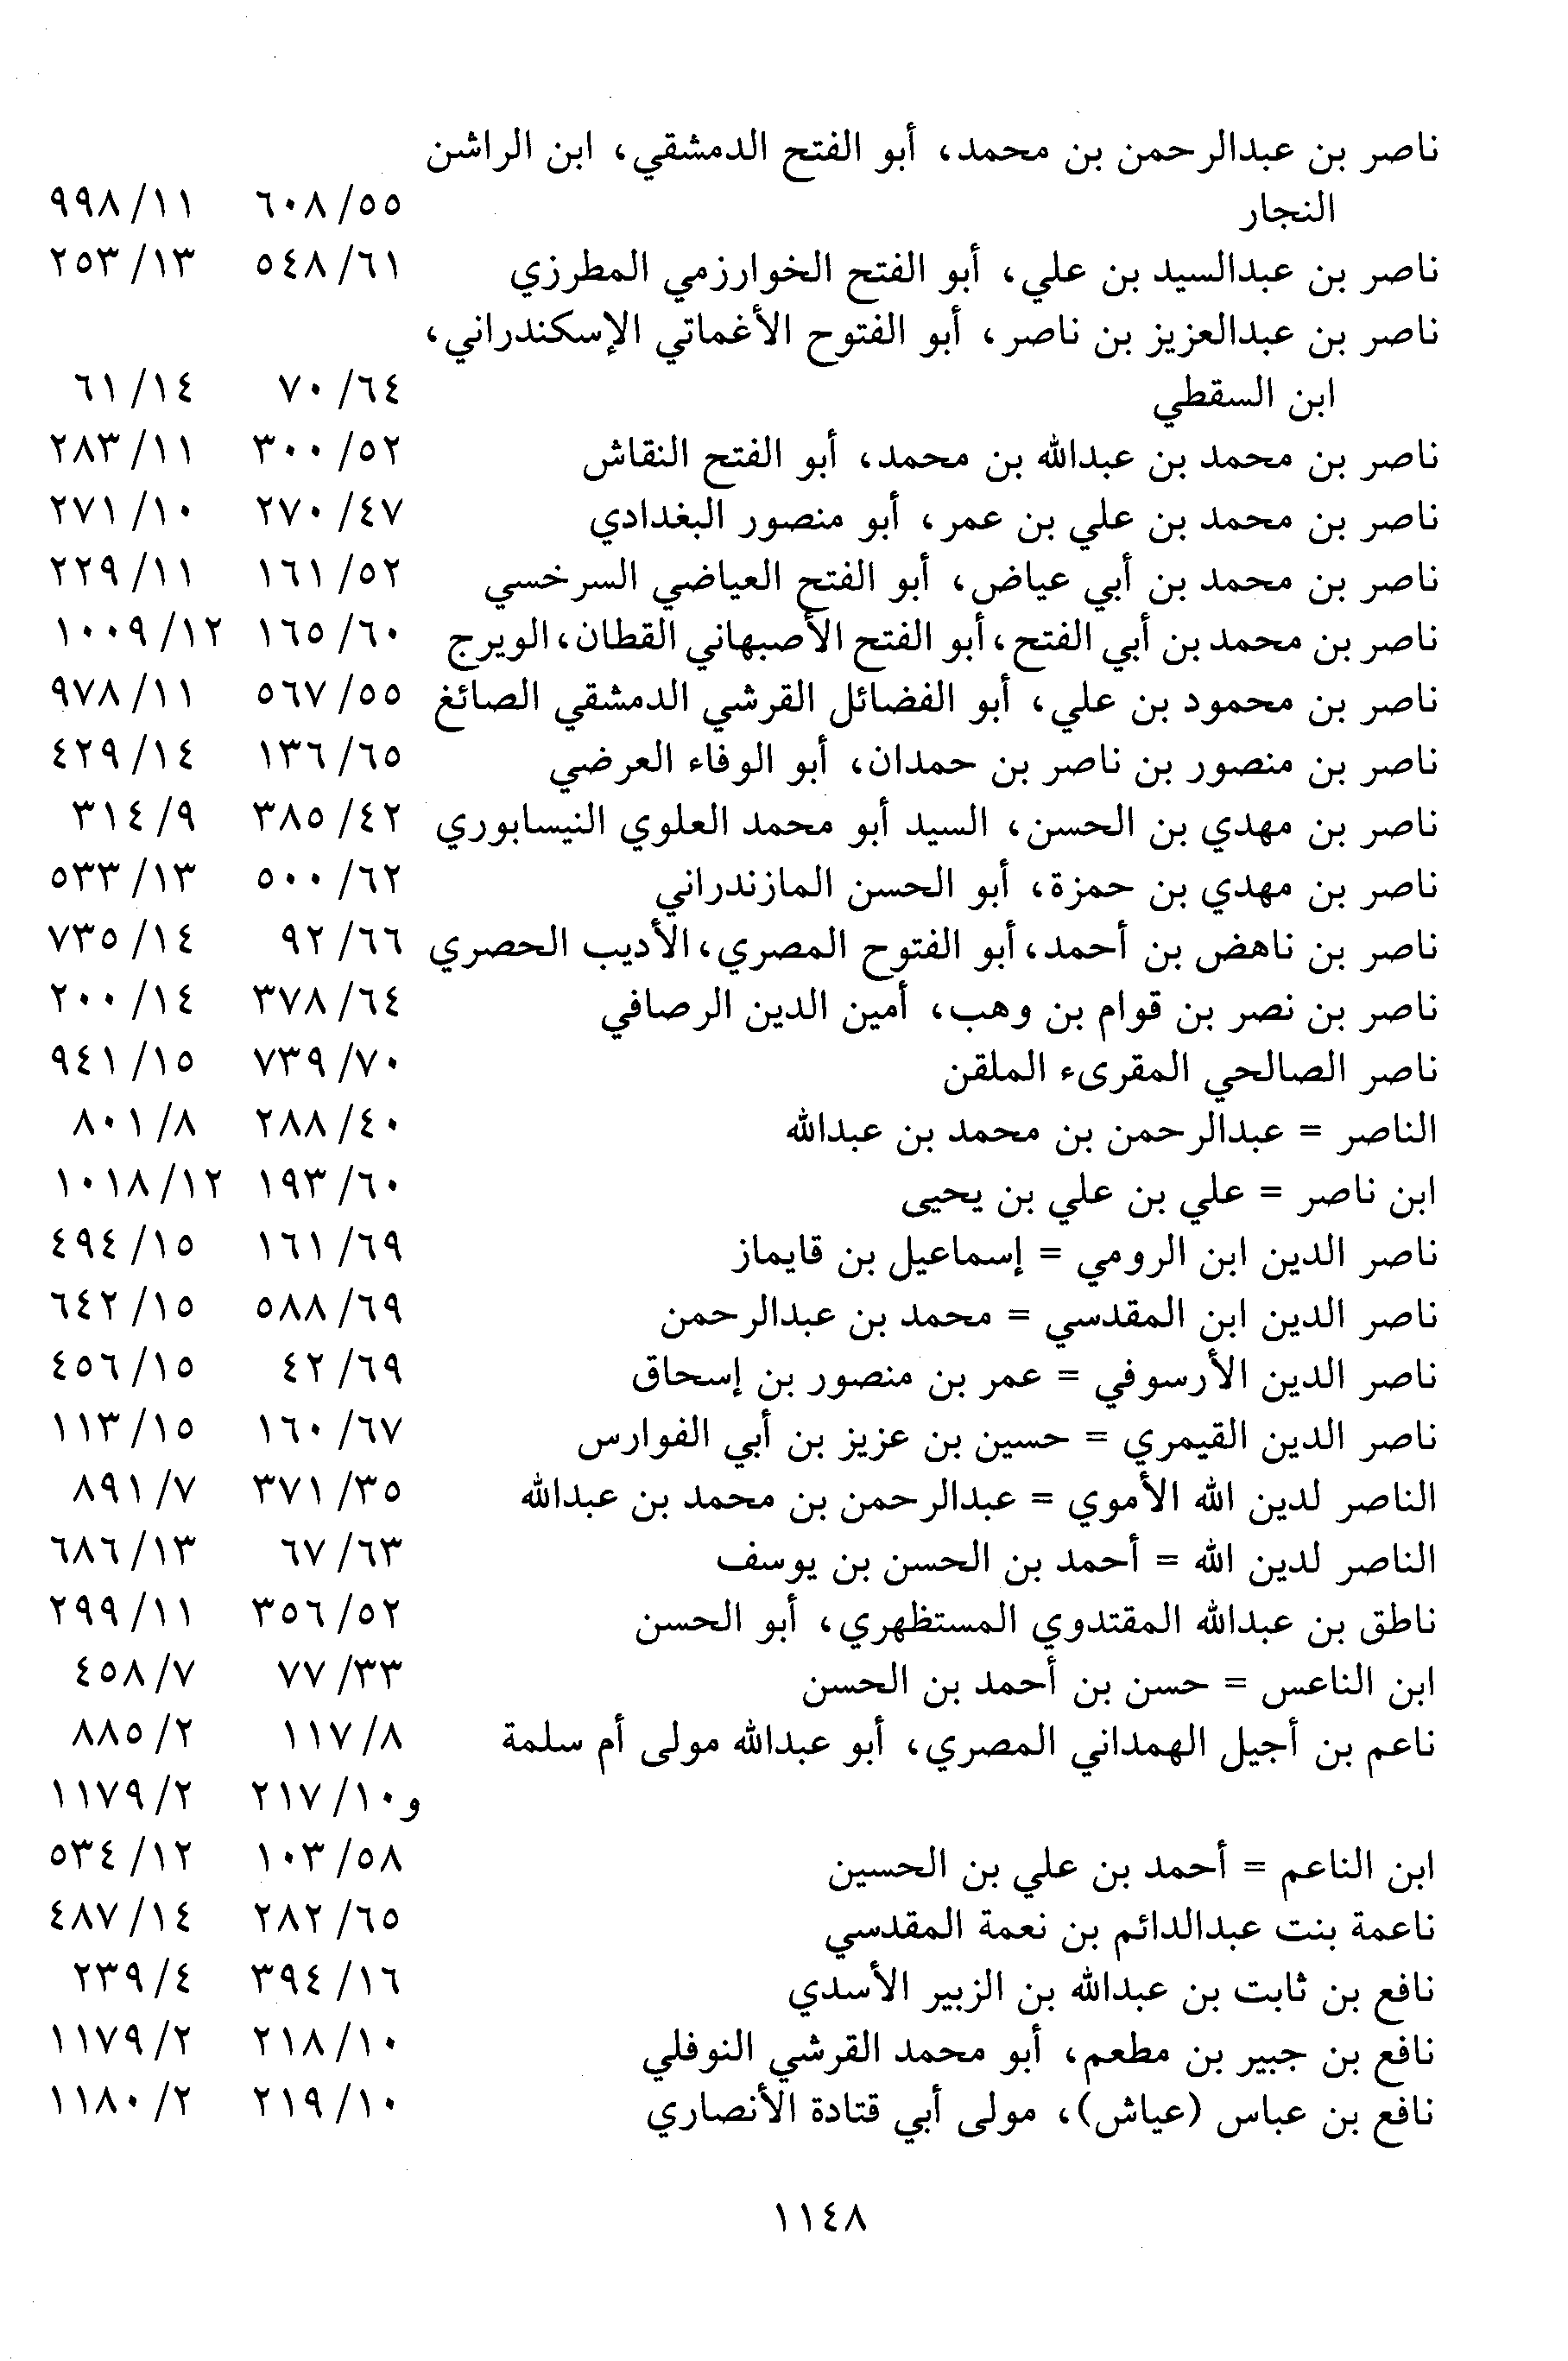 ناصر بن عبدالرحمن بن محمد، أبو الفتح الدمشقي، ابن الراشن
النجار ٥٥/ ٦٠٨ ١١/ ٩٩٨
ناصر بن عبدالسيد بن علي، أبو الفتح الخوارزمي المطرزي ٦١/ ٥٤٨ ١٣/ ٢٥٣
ناصر بن عبدالعزيز بن ناصر، أبو الفتوح الأغماتي الإسكندراني،
ابن السقطي ٦٤/ ٧٠ ١٤/ ٦١
ناصر بن محمد بن عبدالله بن محمد، أبو الفتح النقاش ٥٢/ ٣٠٠ ١١/ ٢٨٣
ناصر بن محمد بن علي بن عمر، أبو منصور البغدادي ٤٧/ ٢٧٠ ١٠/ ٢٧١
ناصر بن محمد بن أبي عياض، أبو الفتح العياضي السرخسي ٥٢/ ١٦١ ١١/ ٢٢٩
ناصر بن محمد بن أبي الفتح، أبو الفتح الأصبهاني القطان، الويرج ٦٠/ ١٦٥ ١٢/ ١٠٠٩
ناصر بن محمود بن علي، أبو الفضائل القرشي الدمشقي الصائغ ٥٥/ ٥٦٧ ١١/ ٩٧٨
ناصر بن منصور بن ناصر بن حمدان، أبو الوفاء العرضي ٦٥/ ١٣٦ ١٤/ ٤٢٩
ناصر بن مهدي بن الحسن، السيد أبو محمد العلوي النيسابوري ٤٢/ ٣٨٥ ٩/ ٣١٤
ناصر بن مهدي بن حمزة، أبو الحسن المازندراني ٦٢/ ٥٠٠ ١٣/ ٥٣٣
ناصر بن ناهض بن أحمد، أبو الفتوح المصري، الأديب الحصري ٦٦/ ٩٢ ١٤/ ٧٣٥
ناصر بن نصر بن قوام بن وهب، أمين الدين الرصافي ٦٤/ ٣٧٨ ١٤/ ٢٠٠
ناصر الصالحي المقرىء الملقن ٧٠/ ٧٣٩ ١٥/ ٩٤١
الناصر = عبدالرحمن بن محمد بن عبدالله ٤٠/ ٢٨٨ ٨/ ٨٠١
ابن ناصر = علي بن علي بن يحيى ٦٠/ ١٩٣ ١٢/ ١٠١٨
ناصر الدين ابن الرومي = إسماعيل بن قايماز ٦٩/ ١٦١ ١٥/ ٤٩٤
ناصر الدين ابن المقدسي = محمد بن عبدالرحمن ٦٩/ ٥٨٨ ١٥/ ٦٤٢
ناصر الدين الأرسوفي = عمر بن منصور بن إسحاق ٦٩/ ٤٢ ١٥/ ٤٥٦
ناصر الدين القيمري = حسين بن عزيز بن أبي الفوارس ٦٧/ ١٦٠ ١٥/ ١١٣
الناصر لدين الله الأموي = عبدالرحمن بن محمد بن عبدالله ٣٥/ ٣٧١ ٧/ ٨٩١
الناصر لدين الله = أحمد بن الحسن بن يوسف ٦٣/ ٦٧ ١٣/ ٦٨٦
ناطق بن عبدالله المقتدوي المستظهري، أبو الحسن ٥٢/ ٣٥٦ ١١/ ٢٩٩
ابن الناعس = حسن بن أحمد بن الحسن ٣٣/ ٧٧ ٧/ ٤٥٨
ناعم بن أجيل الهمداني المصري، أبو عبدالله مولى أم سلمة ٨/ ١١٧ ٢/ ٨٨٥
و١٠/ ٢١٧ ٢/ ١١٧٩
ابن الناعم = أحمد بن علي بن الحسين ٥٨/ ١٠٣ ١٢/ ٥٣٤
ناعمة بنت عبدالدائم بن نعمة المقدسي ٦٥/ ٢٨٢ ١٤/ ٤٨٧
نافع بن ثابت بن عبدالله بن الزبير الأسدي ١٦/ ٣٩٤ ٤/ ٢٣٩
نافع بن جبير بن مطعم، أبو محمد القرشي النوفلي ١٠/ ٢١٨ ٢/ ١١٧٩
نافع بن عباس (عياش)، مولى أبي قتادة الأنصاري ١٠/ ٢١٩ ٢/ ١١٨٠
١١٤٨